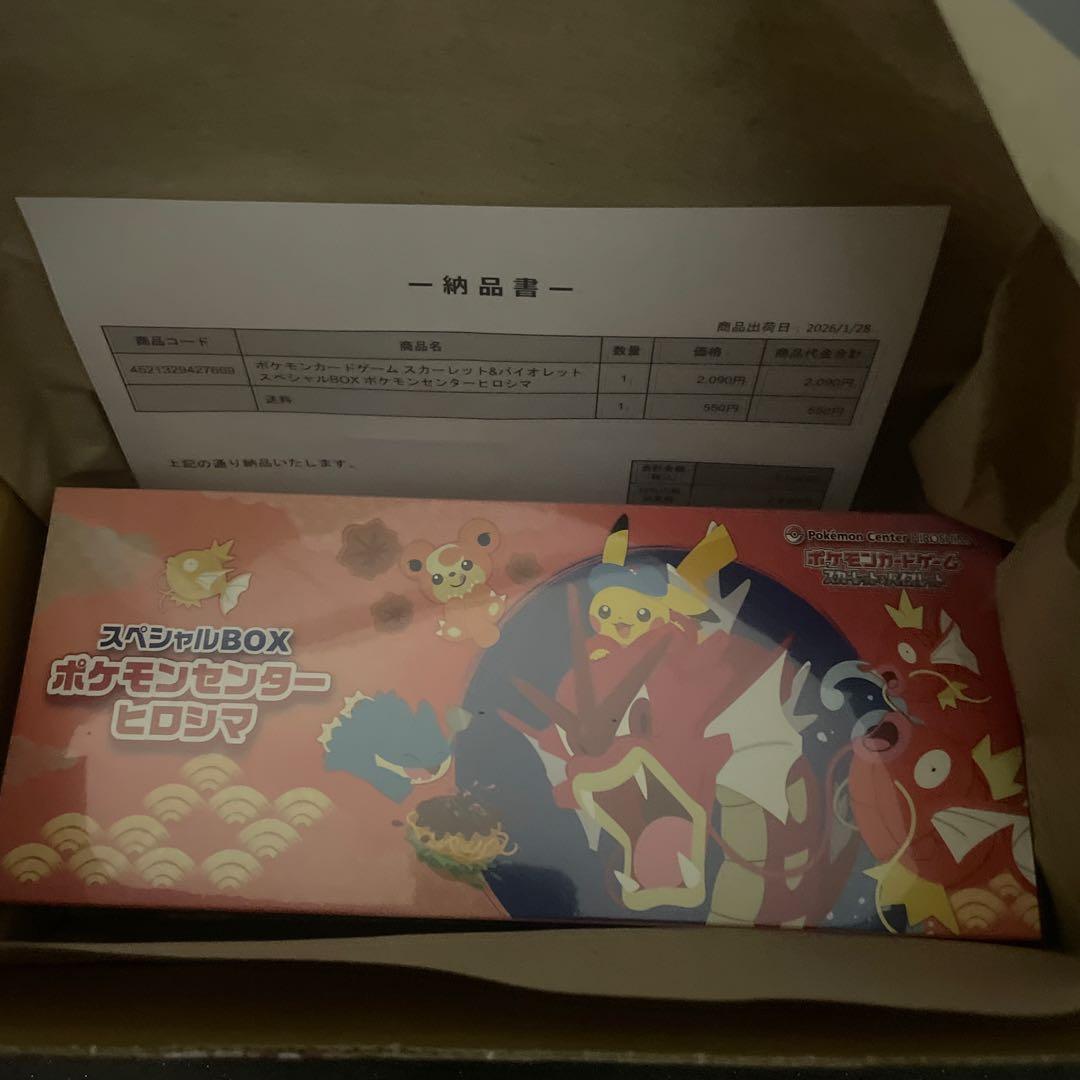 ー納品書ー
商品出荷日：2026/1/28
商品コード 商品名 数量 価格 商品代金合計
ポケモンカードゲーム スカーレット&バイオレット
4521329427669 スペシャルBOX ポケモンセンターヒロシマ 1 2,090円 2,090円
送料 1 550円 550円
上記の通り納品いたします。
Pokémon Center HIROSHIMA
ポケモンカードゲーム
スカーレット&バイオレット
スペシャルBOX
ポケモンセンター
ヒロシマ